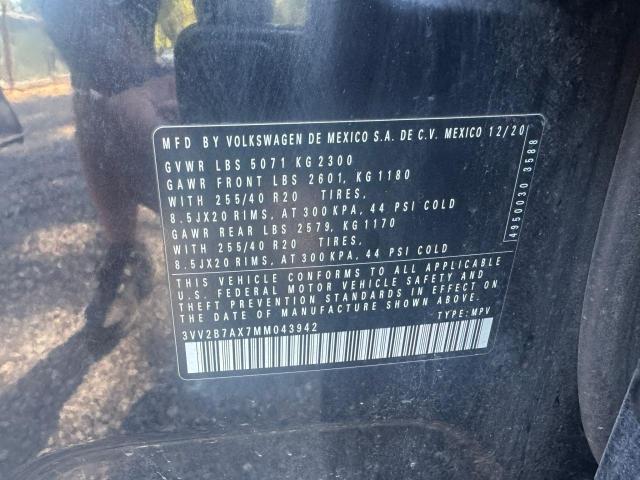 MFD BY VOLKSWAGEN DE MEXICO S.A. DE C.V. MEXICO 12/20
GVWR LBS 5071 KG 2300
GAWR FRONT LBS 2601, KG 1180
WITH 255/40 R20 TIRES,
8.5JX20 RIMS, AT 300 KPA, 44 PSI COLD
GAWR REAR LBS 2579, KG 1170
WITH 255/40 R20 TIRES,
8.5JX20 RIMS, AT 300 KPA, 44 PSI COLD
THIS VEHICLE CONFORMS TO ALL APPLICABLE
U.S. FEDERAL MOTOR VEHICLE SAFETY AND
THEFT PREVENTION STANDARDS IN EFFECT ON
THE DATE OF MANUFACTURE SHOWN ABOVE.
3VV2B7AX7MM043942 TYPE: MPV
4950030 3588